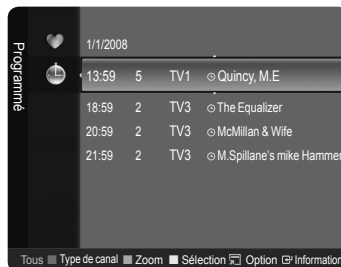 Programmé
1/1/2008
13:59 5 TV1 Quincy, M.E
18:59 2 TV3 The Equalizer
20:59 2 TV3 McMillan & Wife
21:59 2 TV3 M.Spillane's mike Hammer
Tous Type de canal Zoom Sélection Option Information